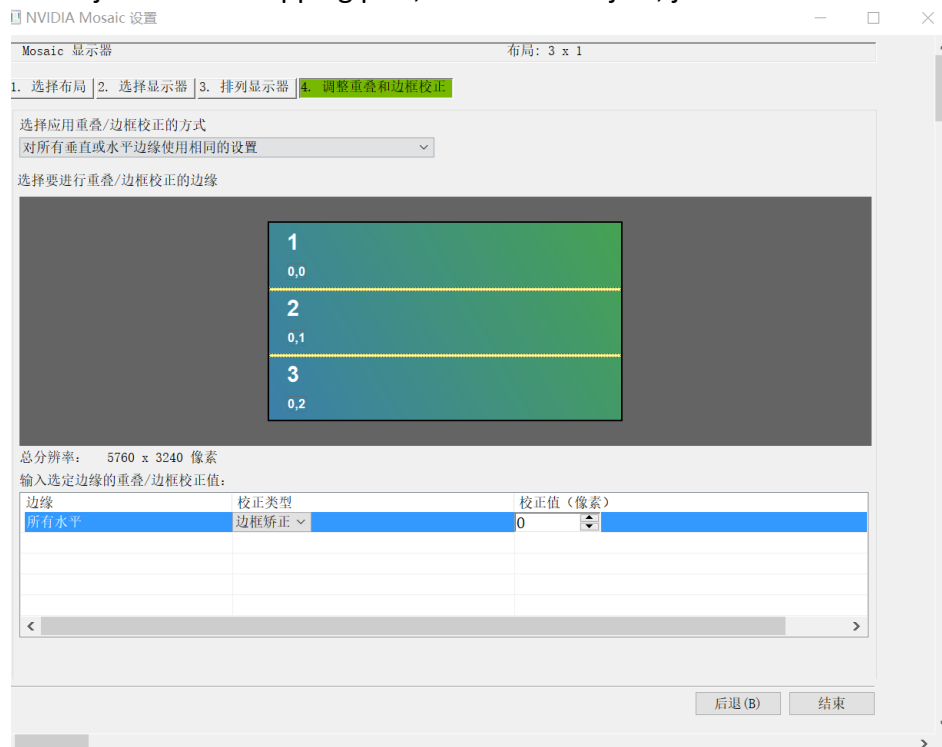 NVIDIA Mosaic 设置
Mosaic 显示器 布局: 3 x 1
1. 选择布局 2. 选择显示器 3. 排列显示器 4. 调整重叠和边框校正
选择应用重叠/边框校正的方式
对所有垂直或水平边缘使用相同的设置
选择要进行重叠/边框校正的边缘
1
0,0
2
0,1
3
0,2
总分辨率: 5760 x 3240 像素
输入选定边缘的重叠/边框校正值:
边缘 校正类型 校正值（像素）
所有水平 边框矫正 0
后退(B) 结束